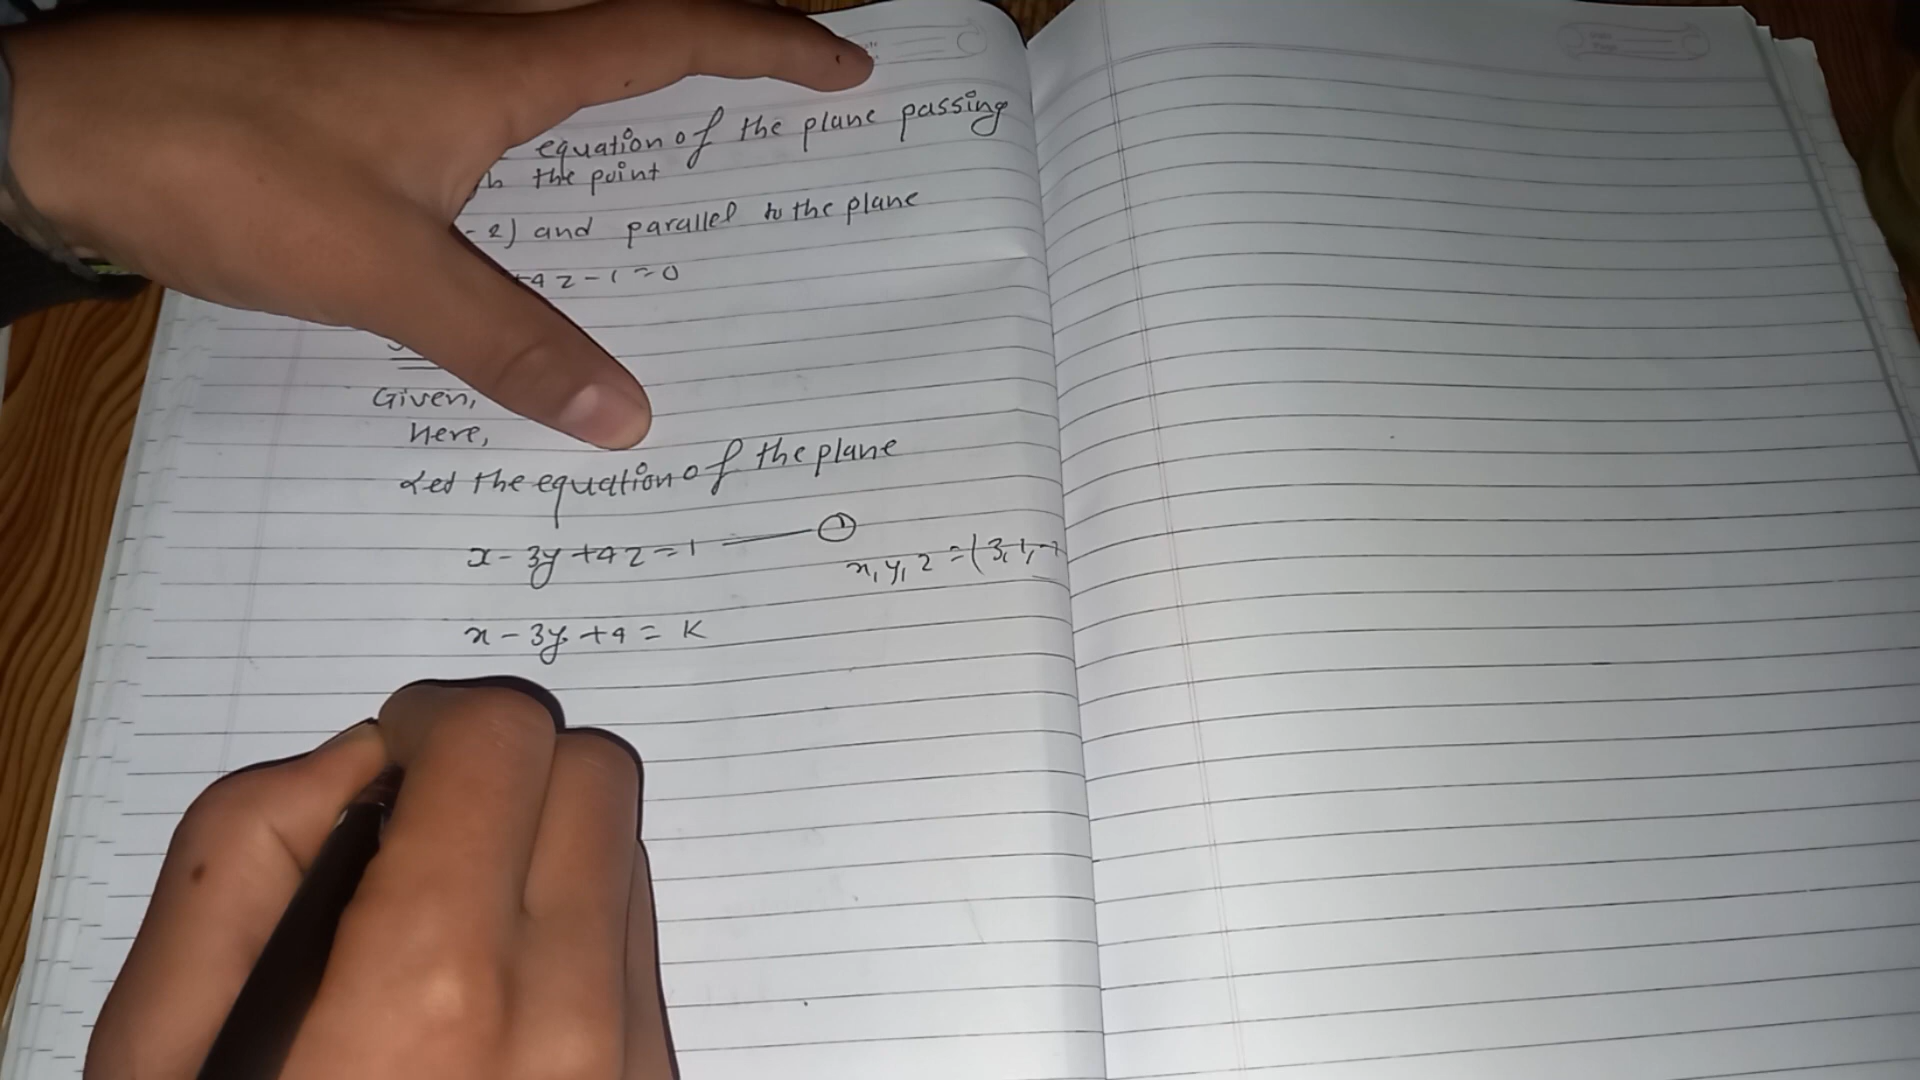 equation of the plane passing
the point
-2) and parallel to the plane
+4z-1=0
Given,
here,
Let the equation of the plane
x-3y+4z=1 ①
x,y,z=(3,1,-
x-3y+4=K